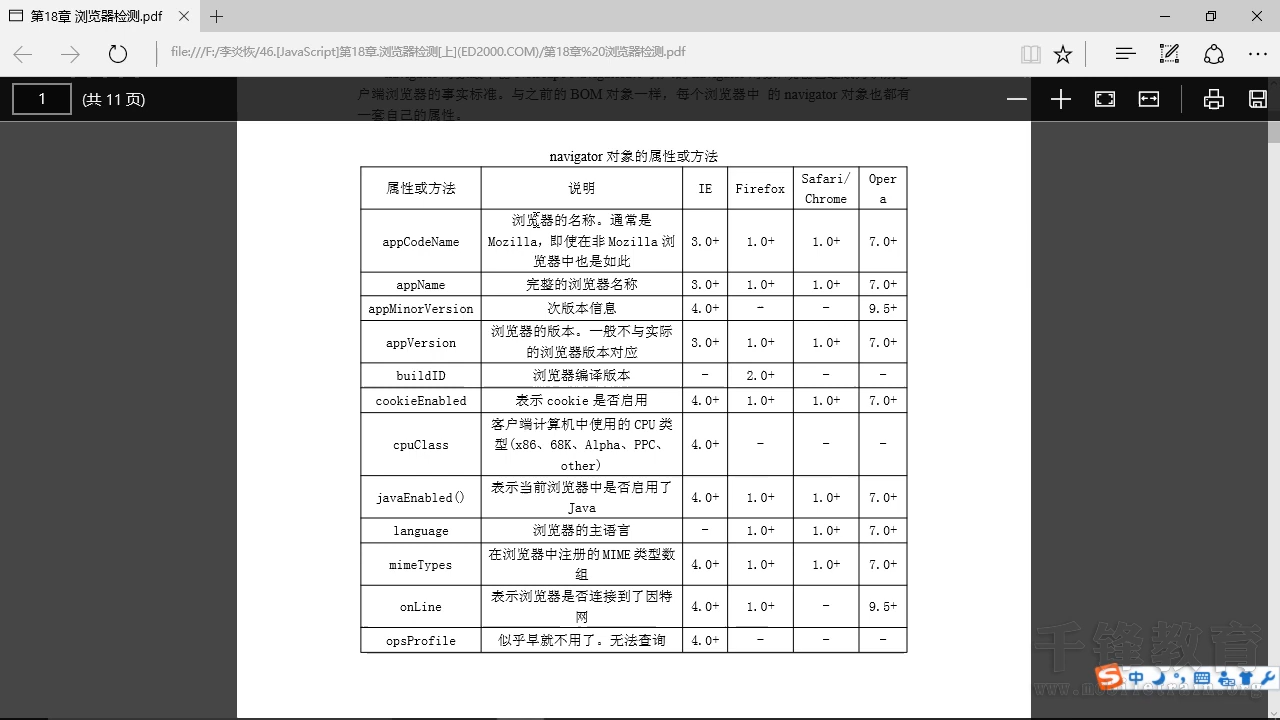 第18章 浏览器检测.pdf
file:///F:/李炎恢/46.[JavaScript]第18章.浏览器检测[上](ED2000.COM)/第18章%20浏览器检测.pdf
1 (共 11 页)
户端浏览器的事实标准。与之前的 BOM 对象一样，每个浏览器中 的 navigator 对象也都有
一套自己的属性。
navigator 对象的属性或方法
属性或方法 说明 IE Firefox Safari/ Chrome Oper a
appCodeName 浏览器的名称。通常是 Mozilla，即使在非 Mozilla 浏 览器中也是如此 3.0+ 1.0+ 1.0+ 7.0+
appName 完整的浏览器名称 3.0+ 1.0+ 1.0+ 7.0+
appMinorVersion 次版本信息 4.0+ - - 9.5+
appVersion 浏览器的版本。一般不与实际 的浏览器版本对应 3.0+ 1.0+ 1.0+ 7.0+
buildID 浏览器编译版本 - 2.0+ - -
cookieEnabled 表示 cookie 是否启用 4.0+ 1.0+ 1.0+ 7.0+
cpuClass 客户端计算机中使用的 CPU 类 型(x86、68K、Alpha、PPC、 other) 4.0+ - - -
javaEnabled() 表示当前浏览器中是否启用了 Java 4.0+ 1.0+ 1.0+ 7.0+
language 浏览器的主语言 - 1.0+ 1.0+ 7.0+
mimeTypes 在浏览器中注册的 MIME 类型数 组 4.0+ 1.0+ 1.0+ 7.0+
onLine 表示浏览器是否连接到了因特 网 4.0+ 1.0+ - 9.5+
opsProfile 似乎早就不用了。无法查询 4.0+ - - -
千锋教育
中